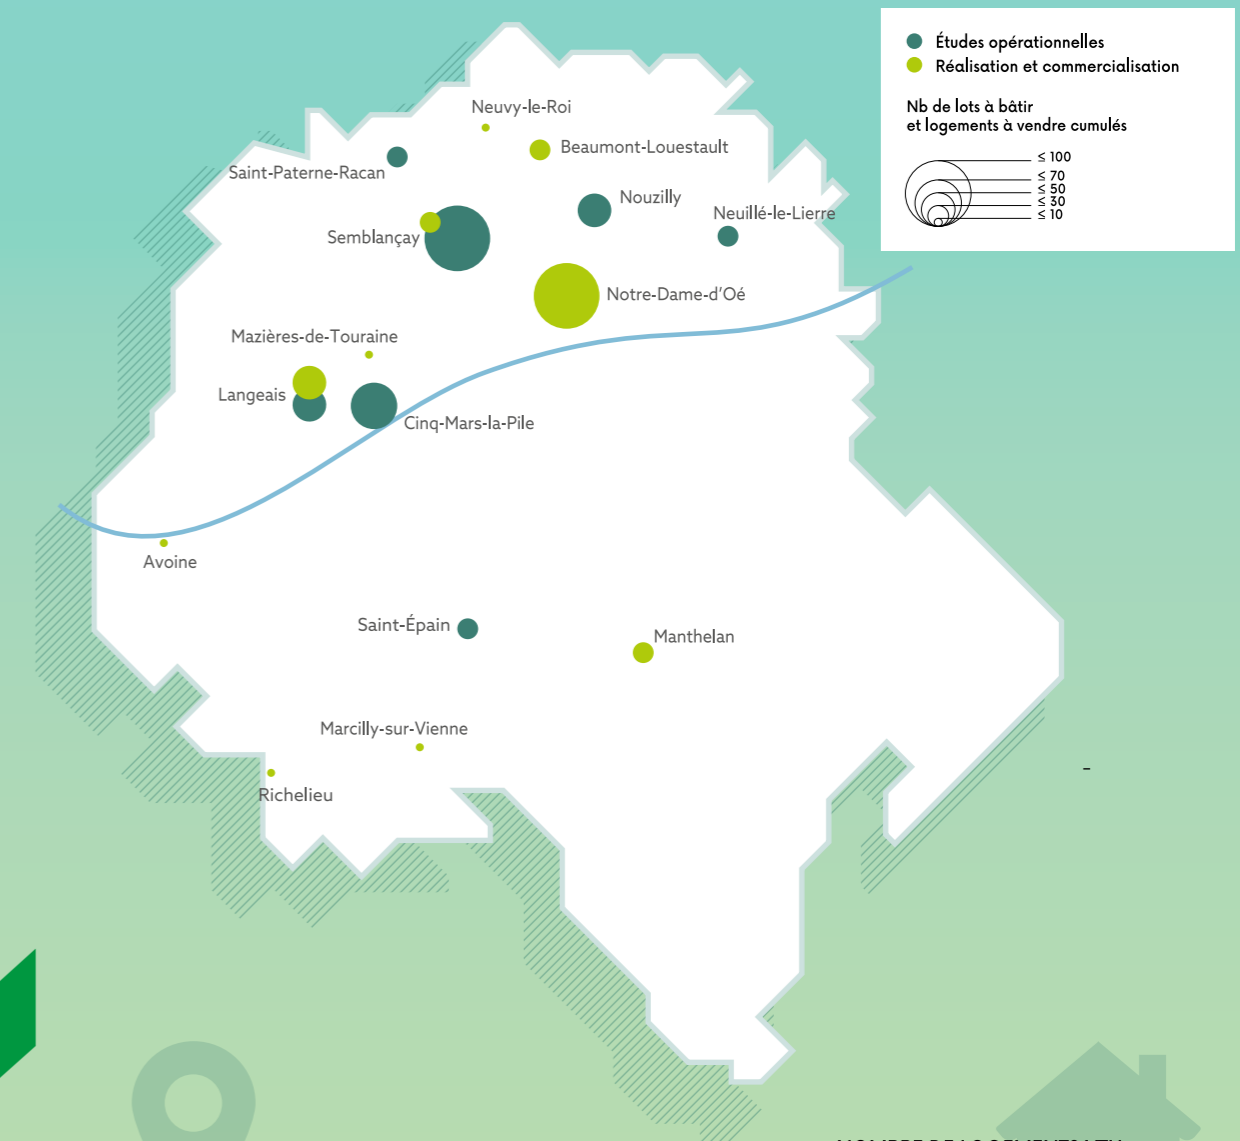 Études opérationnelles
Réalisation et commercialisation
Nb de lots à bâtir
et logements à vendre cumulés
≤ 100
≤ 70
≤ 50
≤ 30
≤ 10
Neuvy-le-Roi
Beaumont-Louestault
Saint-Paterne-Racan
Nouzilly
Neuillé-le-Lierre
Semblançay
Notre-Dame-d'Oé
Mazières-de-Touraine
Langeais
Cinq-Mars-la-Pile
Avoine
Saint-Épain
Manthelan
Marcilly-sur-Vienne
Richelieu
-